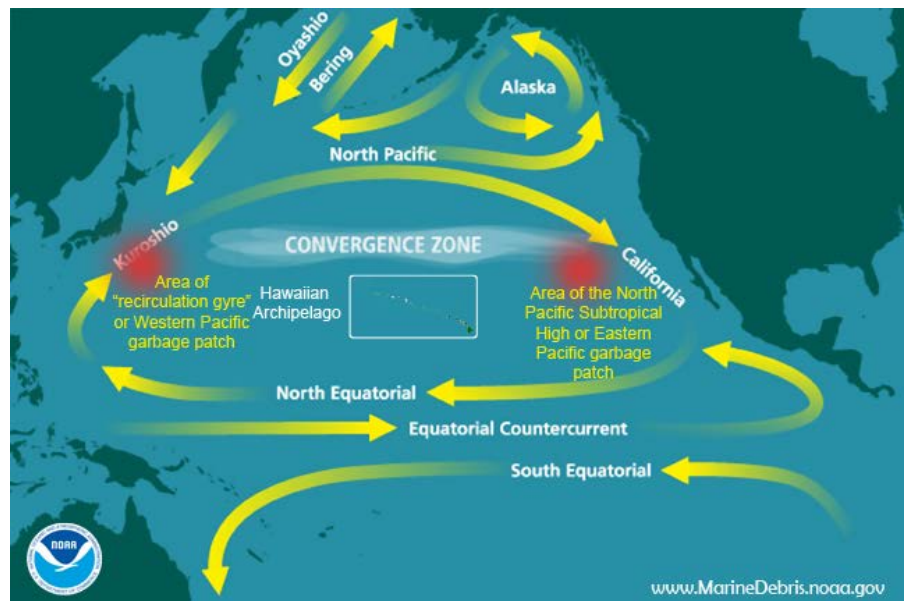 Oyashio
Bering
Alaska
North Pacific
Kuroshio
CONVERGENCE ZONE
California
Area of
“recirculation gyre”
or Western Pacific
garbage patch
Hawaiian
Archipelago
Area of the North
Pacific Subtropical
High or Eastern
Pacific garbage
patch
North Equatorial
Equatorial Countercurrent
South Equatorial
NOAA
www.MarineDebris.noaa.gov